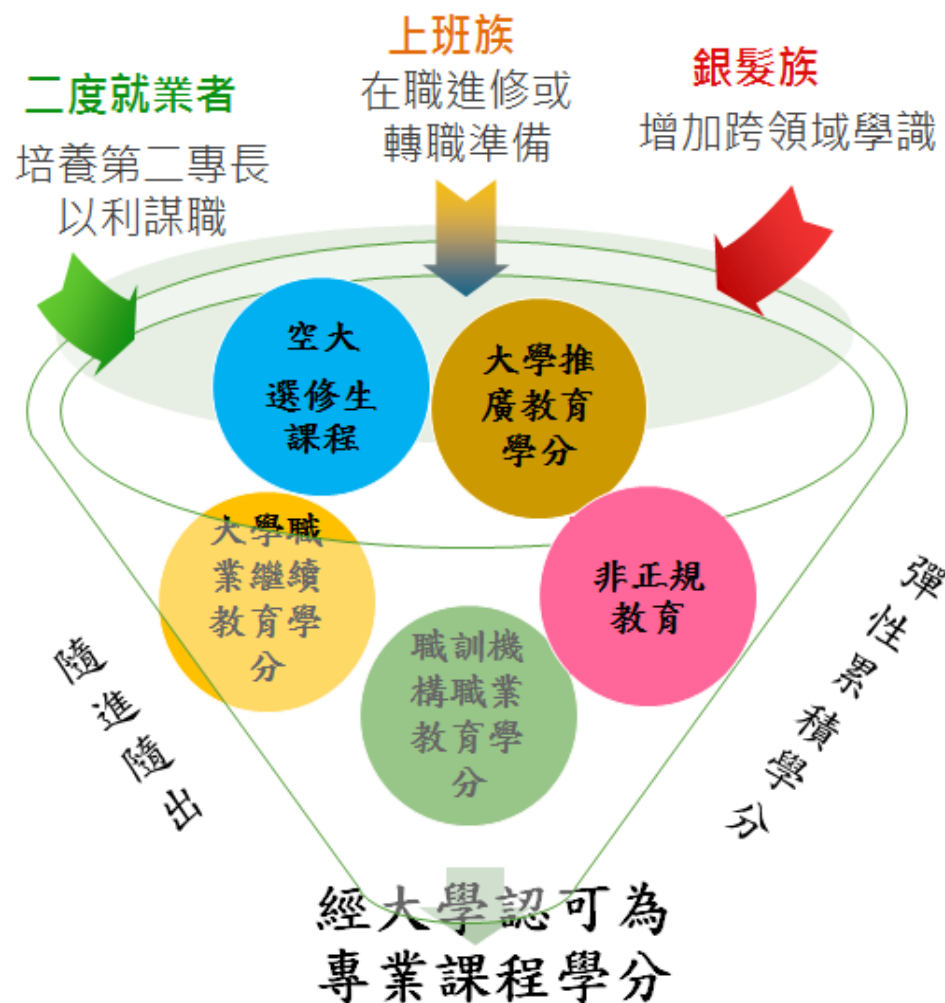 上班族
在職進修或
轉職準備
二度就業者
培養第二專長
以利謀職
銀髮族
增加跨領域學識
空大
選修生
課程
大學推
廣教育
學分
大學職
業繼續
教育學
分
職訓機
構職業
教育學
分
非正規
教育
隨進隨出
彈性累積學分
經大學認可為
專業課程學分